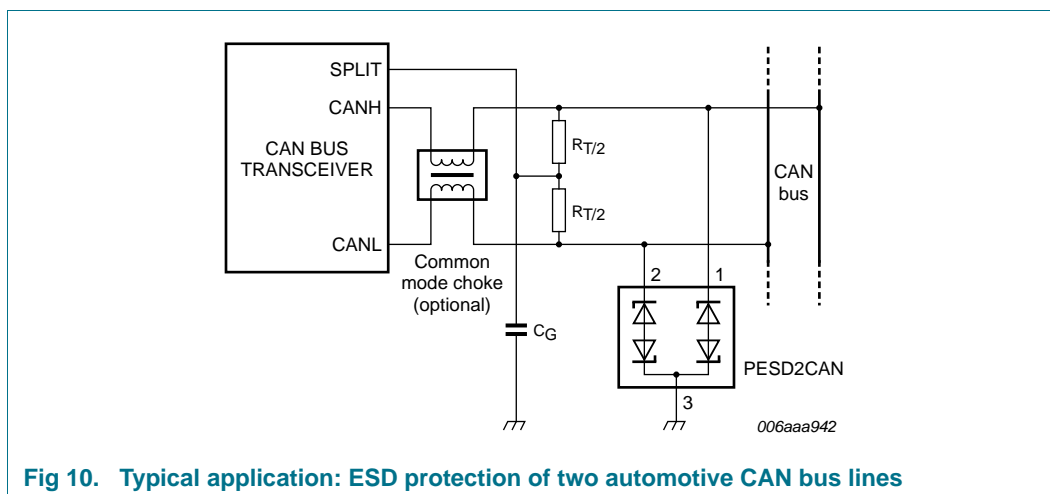 SPLIT
CANH
CAN BUS
TRANSCEIVER
CANL
Common
mode choke
(optional)
RT/2
RT/2
CG
CAN
bus
2
1
PESD2CAN
3
006aaa942
Fig 10. Typical application: ESD protection of two automotive CAN bus lines